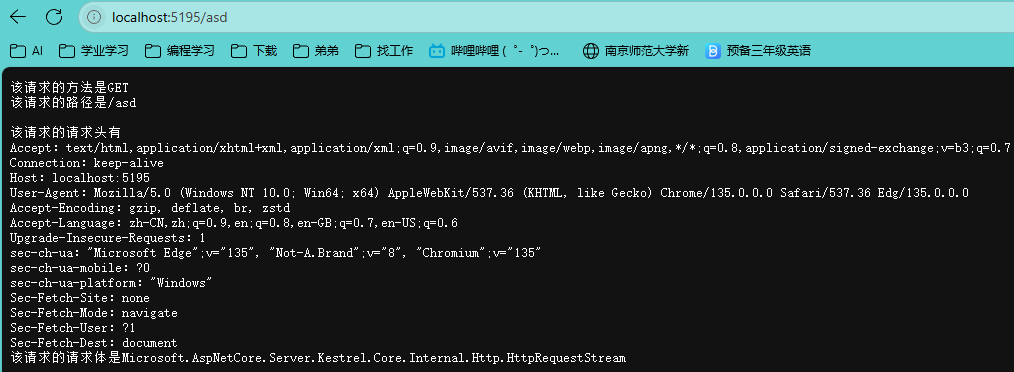 localhost:5195/asd
AI 学业学习 编程学习 下载 弟弟 找工作 哔哩哔哩 ( ゜- ゜)つ... 南京师范大学新 预备三年级英语
该请求的方法是GET
该请求的路径是/asd
该请求的请求头有
Accept: text/html,application/xhtml+xml,application/xml;q=0.9,image/avif,image/webp,image/apng,*/*;q=0.8,application/signed-exchange;v=b3;q=0.7
Connection: keep-alive
Host: localhost:5195
User-Agent: Mozilla/5.0 (Windows NT 10.0; Win64; x64) AppleWebKit/537.36 (KHTML, like Gecko) Chrome/135.0.0.0 Safari/537.36 Edg/135.0.0.0
Accept-Encoding: gzip, deflate, br, zstd
Accept-Language: zh-CN,zh;q=0.9,en;q=0.8,en-GB;q=0.7,en-US;q=0.6
Upgrade-Insecure-Requests: 1
sec-ch-ua: "Microsoft Edge";v="135", "Not-A.Brand";v="8", "Chromium";v="135"
sec-ch-ua-mobile: ?0
sec-ch-ua-platform: "Windows"
Sec-Fetch-Site: none
Sec-Fetch-Mode: navigate
Sec-Fetch-User: ?1
Sec-Fetch-Dest: document
该请求的请求体是Microsoft.AspNetCore.Server.Kestrel.Core.Internal.Http.HttpRequestStream